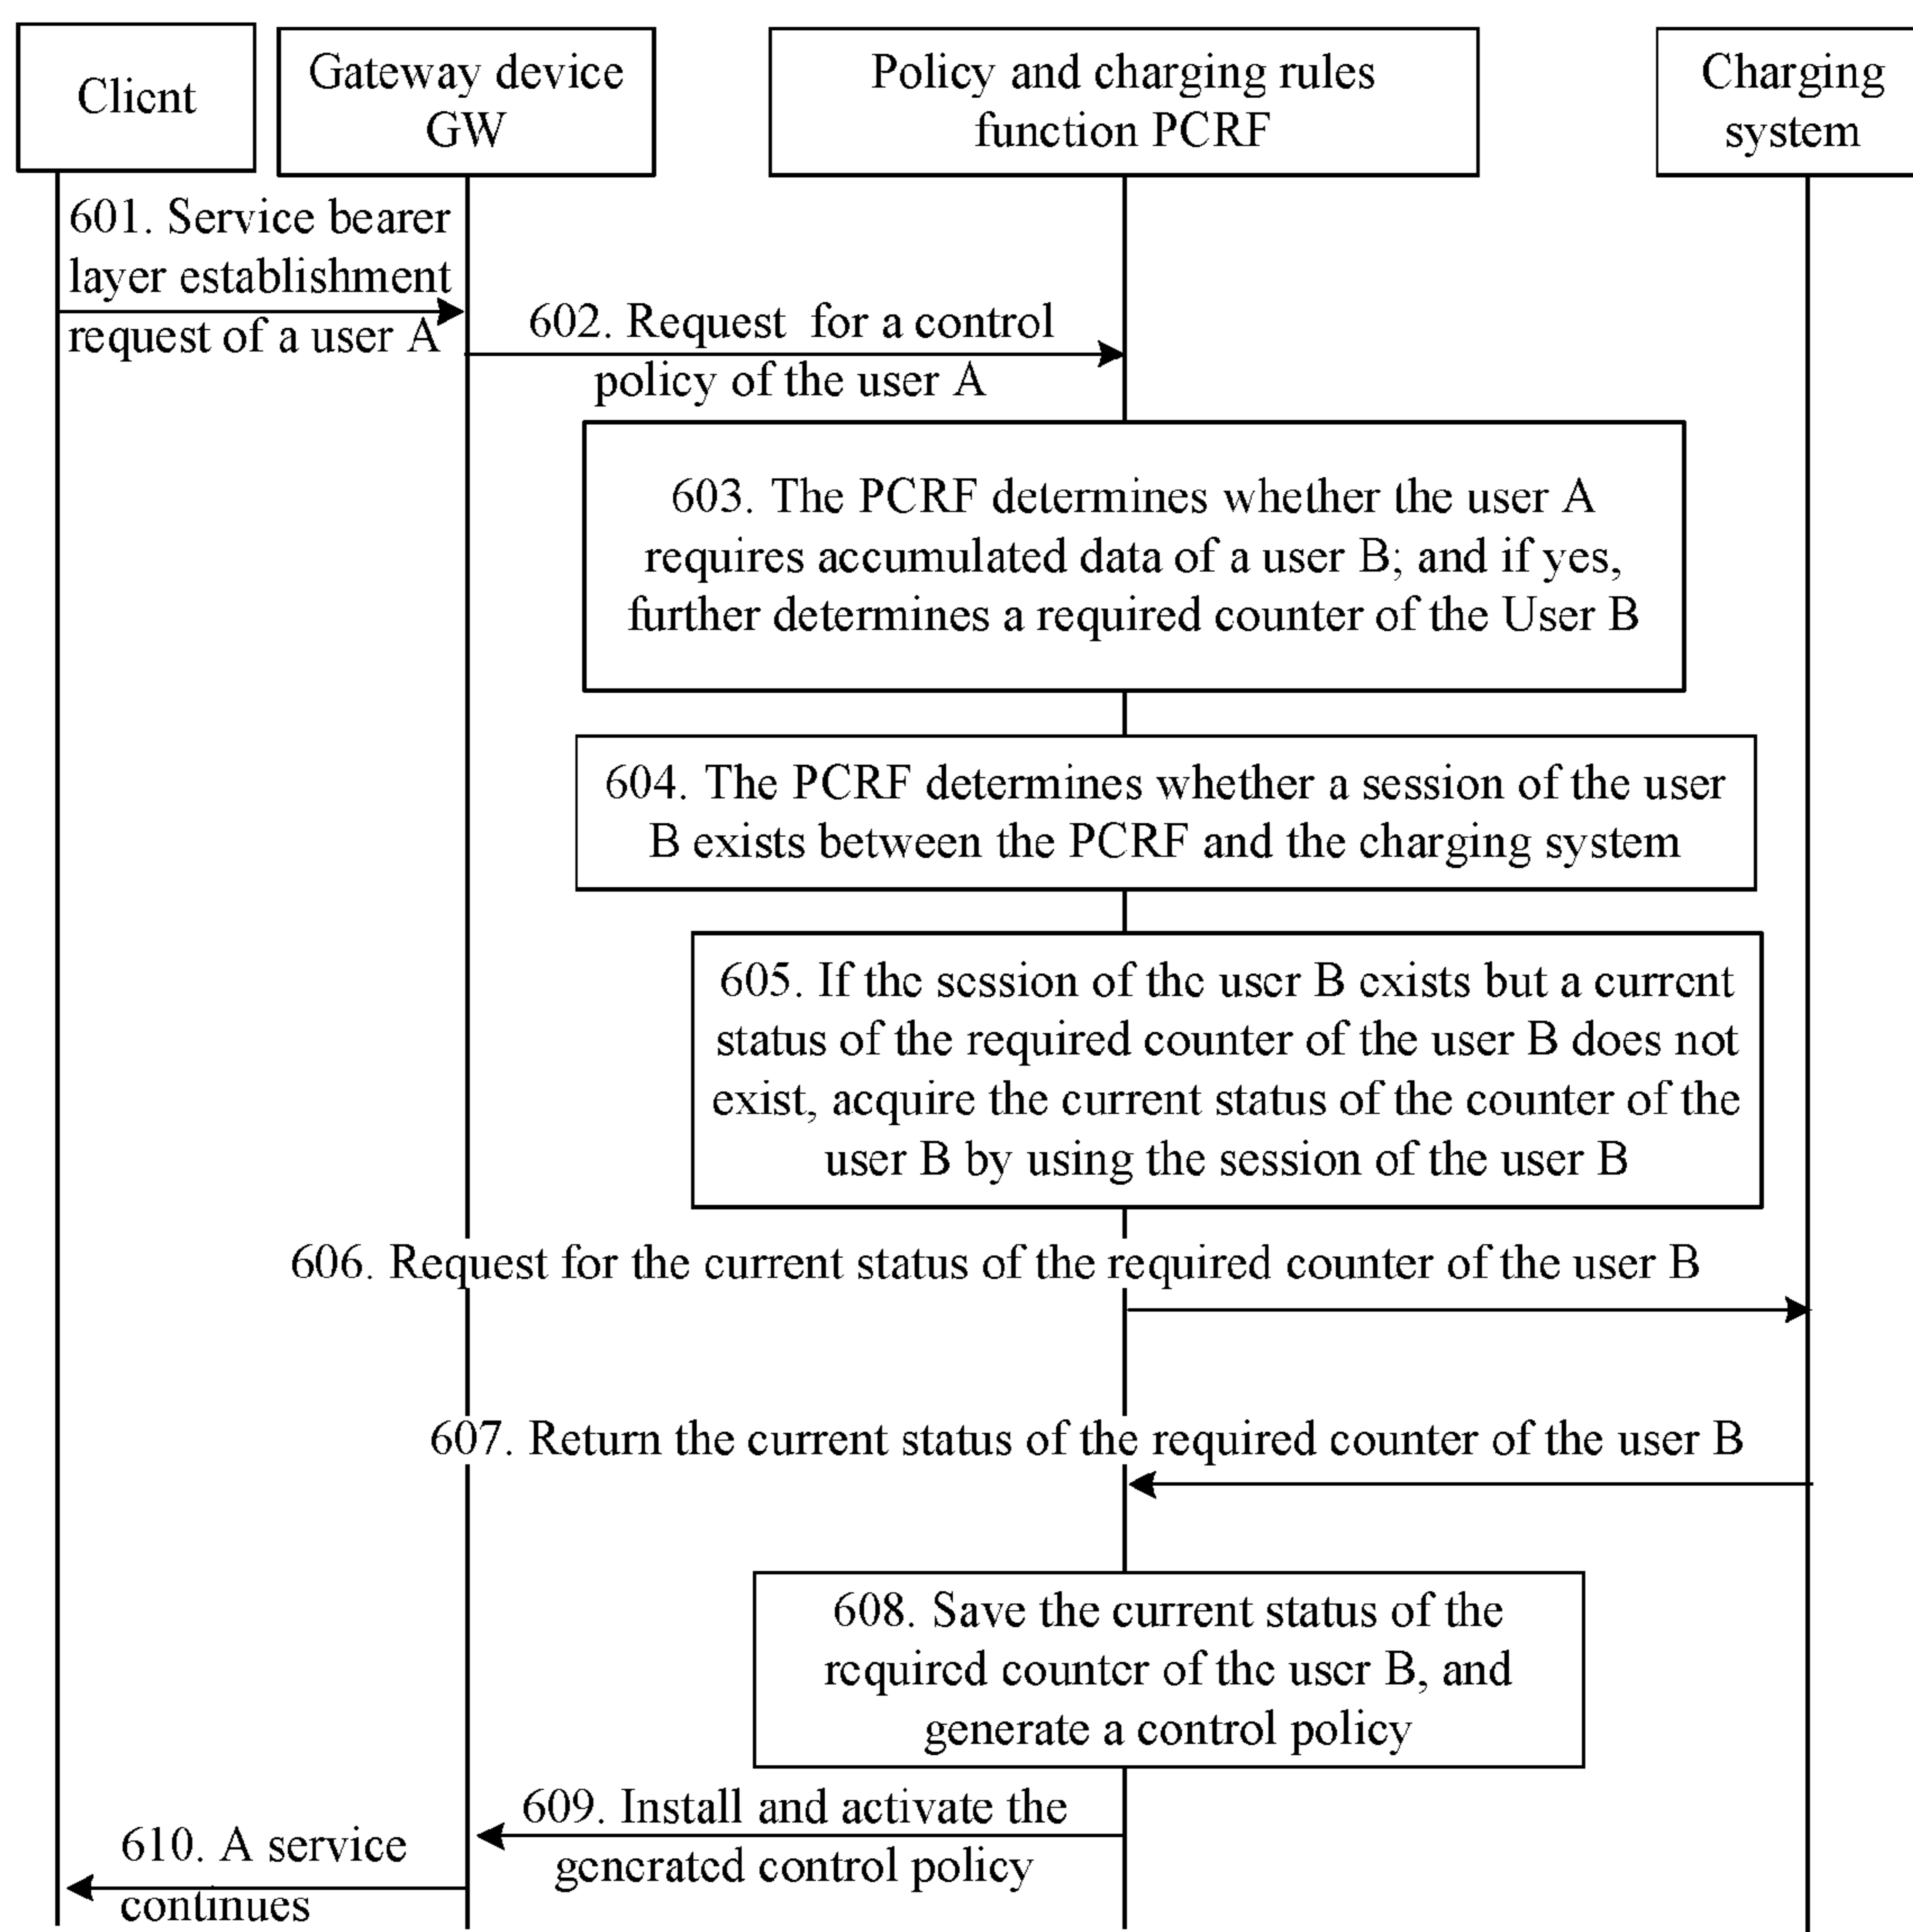 Client
Gateway device
GW
Policy and charging rules
function PCRF
Charging
system
601. Service bearer
layer establishment
request of a user A
602. Request for a control
policy of the user A
603. The PCRF determines whether the user A
requires accumulated data of a user B; and if yes,
further determines a required counter of the User B
604. The PCRF determines whether a session of the user
B exists between the PCRF and the charging system
605. If the session of the user B exists but a current
status of the required counter of the user B does not
exist, acquire the current status of the counter of the
user B by using the session of the user B
606. Request for the current status of the required counter of the user B
607. Return the current status of the required counter of the user B
608. Save the current status of the
required counter of the user B, and
generate a control policy
609. Install and activate the
generated control policy
610. A service
continues